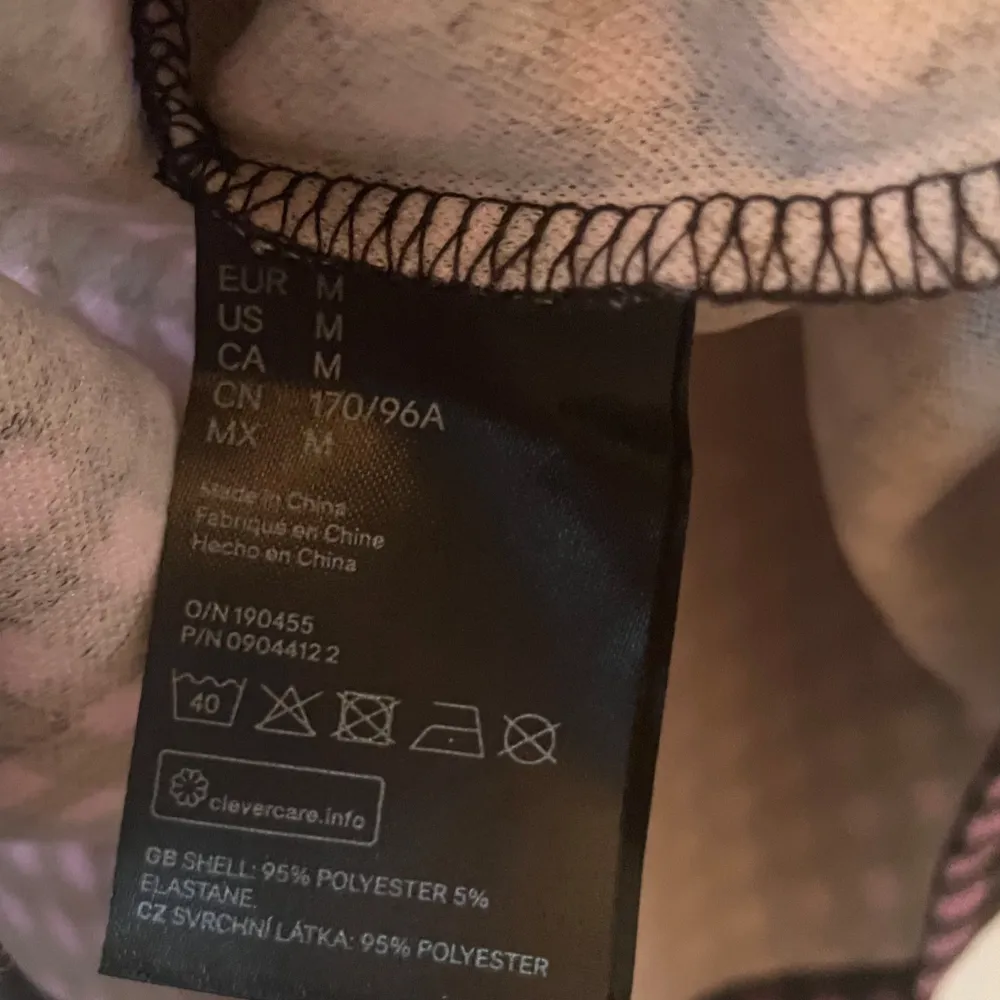 EUR M
US M
CA M
CN 170/96A
MX M
Made in China
Fabriqué en Chine
Hecho en China
O/N 190455
P/N 0904412 2
40
clevercare.info
GB SHELL: 95% POLYESTER 5%
ELASTANE.
CZ SVRCHNÍ LÁTKA: 95% POLYESTER